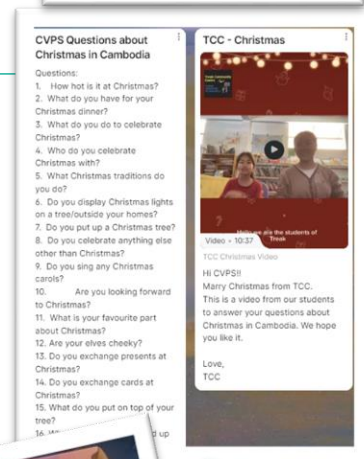 CVPS Questions about
Christmas in Cambodia
Questions:
1. How hot is it at Christmas?
2. What do you have for your
Christmas dinner?
3. What do you do to celebrate
Christmas?
4. Who do you celebrate
Christmas with?
5. What Christmas traditions do
you do?
6. Do you display Christmas lights
on a tree/outside your homes?
7. Do you put up a Christmas tree?
8. Do you celebrate anything else
other than Christmas?
9. Do you sing any Christmas
carols?
10. Are you looking forward
to Christmas?
11. What is your favourite part
about Christmas?
12. Are your elves cheeky?
13. Do you exchange presents at
Christmas?
14. Do you exchange cards at
Christmas?
15. What do you put on top of your
tree?
16. up
TCC - Christmas
Hello we are the students of
Treak
Video • 10:37
TCC Christmas Video
Hi CVPS!!
Marry Christmas from TCC.
This is a video from our students
to answer your questions about
Christmas in Cambodia. We hope
you like it.
Love,
TCC